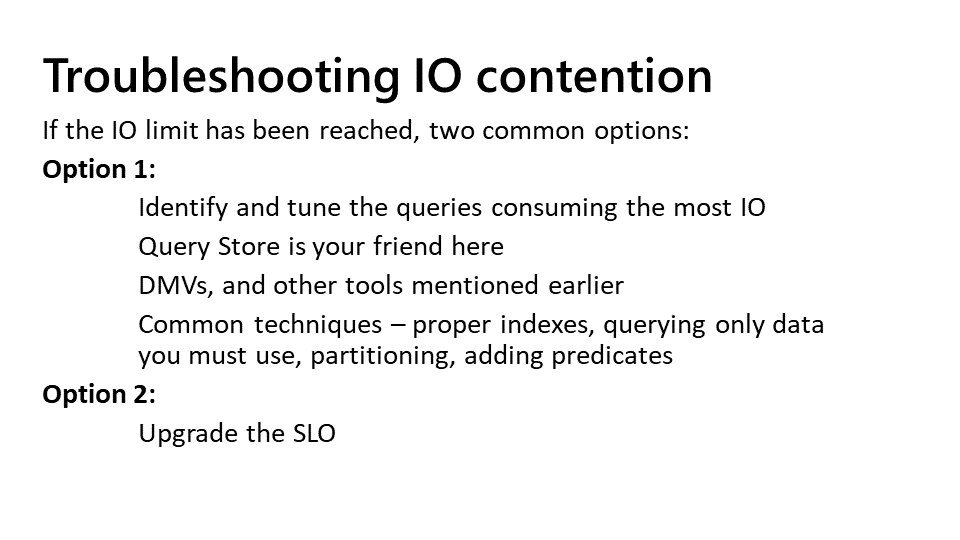 Troubleshooting IO contention
If the IO limit has been reached, two common options:
Option 1:
Identify and tune the queries consuming the most IO
Query Store is your friend here
DMVs, and other tools mentioned earlier
Common techniques – proper indexes, querying only data
you must use, partitioning, adding predicates
Option 2:
Upgrade the SLO